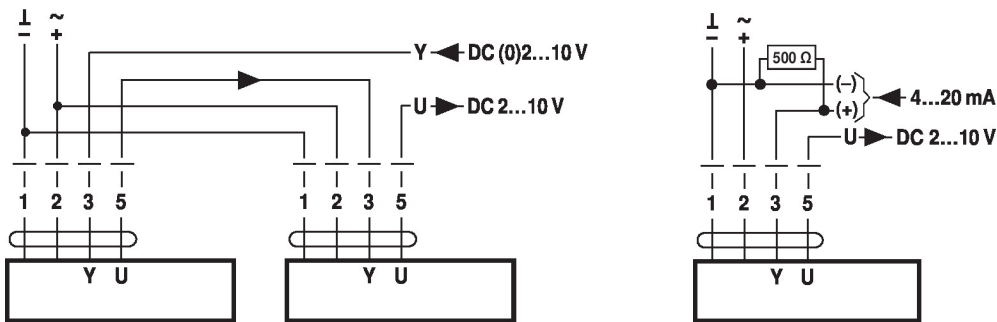 ⊥ ~
− +
Y DC (0)2...10 V
U DC 2...10 V
1 2 3 5
1 2 3 5
Y U
Y U
⊥ ~
− +
500 Ω
(−)
(+)
4...20 mA
U DC 2...10 V
1 2 3 5
Y U